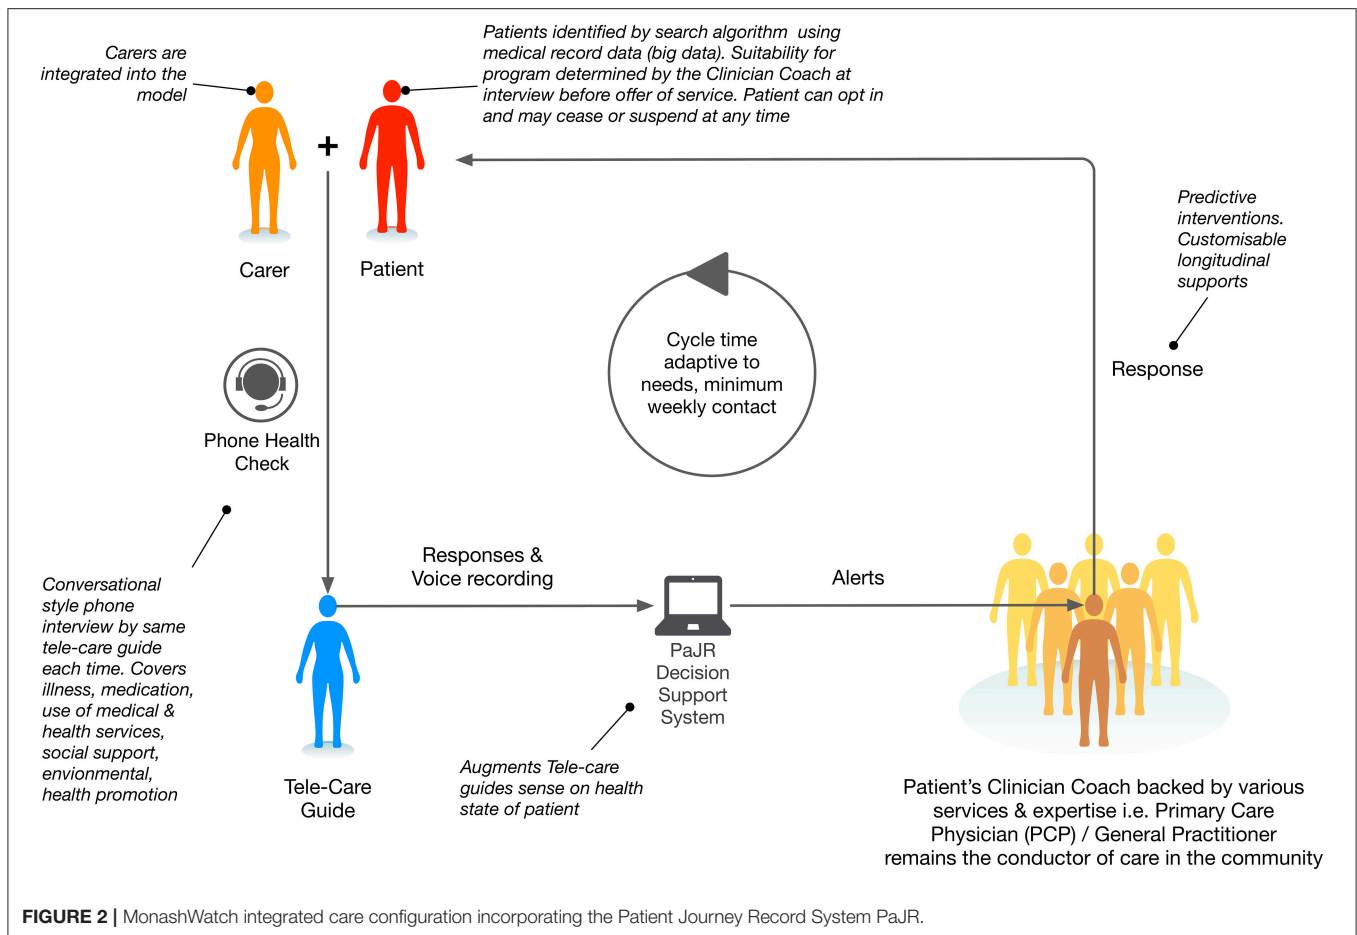 Carers are
integrated into the
model
Patients identified by search algorithm using
medical record data (big data). Suitability for
program determined by the Clinician Coach at
interview before offer of service. Patient can opt in
and may cease or suspend at any time
+
Carer
Patient
Predictive
interventions.
Customisable
longitudinal
supports
Response
Cycle time
adaptive to
needs, minimum
weekly contact
Phone Health
Check
Conversational
style phone
interview by same
tele-care guide
each time. Covers
illness, medication,
use of medical &
health services,
social support,
envionmental,
health promotion
Responses &
Voice recording
Alerts
Tele-Care
Guide
PaJR
Decision
Support
System
Augments Tele-care
guides sense on health
state of patient
Patient's Clinician Coach backed by various
services & expertise i.e. Primary Care
Physician (PCP) / General Practitioner
remains the conductor of care in the community
FIGURE 2 | MonashWatch integrated care configuration incorporating the Patient Journey Record System PaJR.